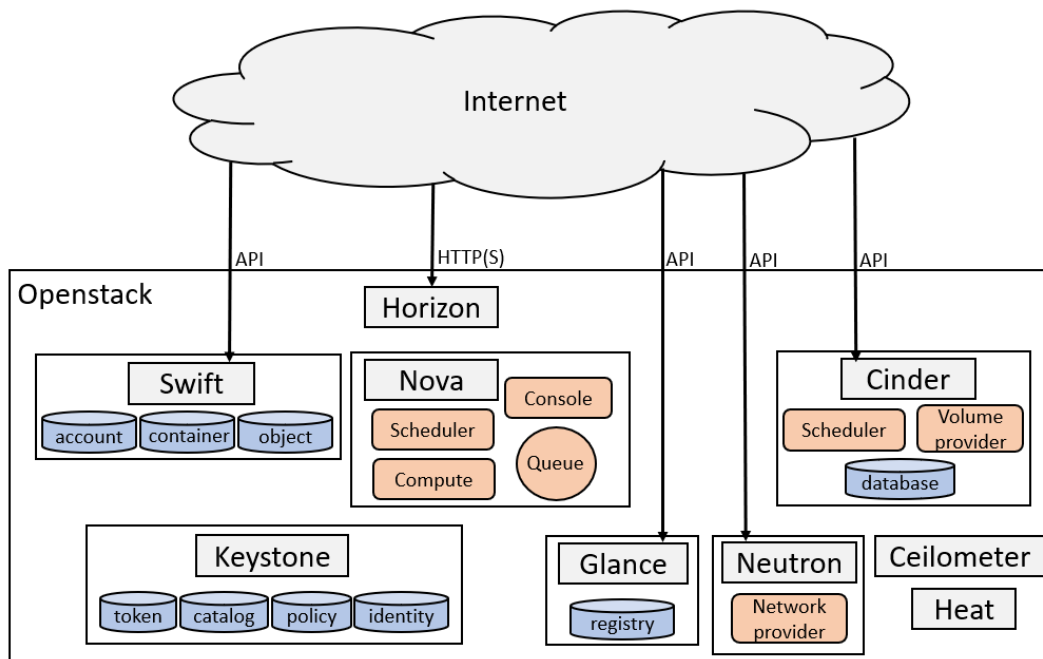 Internet
API
HTTP(S)
API
API
API
Openstack
Horizon
Swift
account
container
object
Nova
Console
Scheduler
Queue
Compute
Cinder
Scheduler
Volume
provider
database
Keystone
token
catalog
policy
identity
Glance
registry
Neutron
Network
provider
Ceilometer
Heat